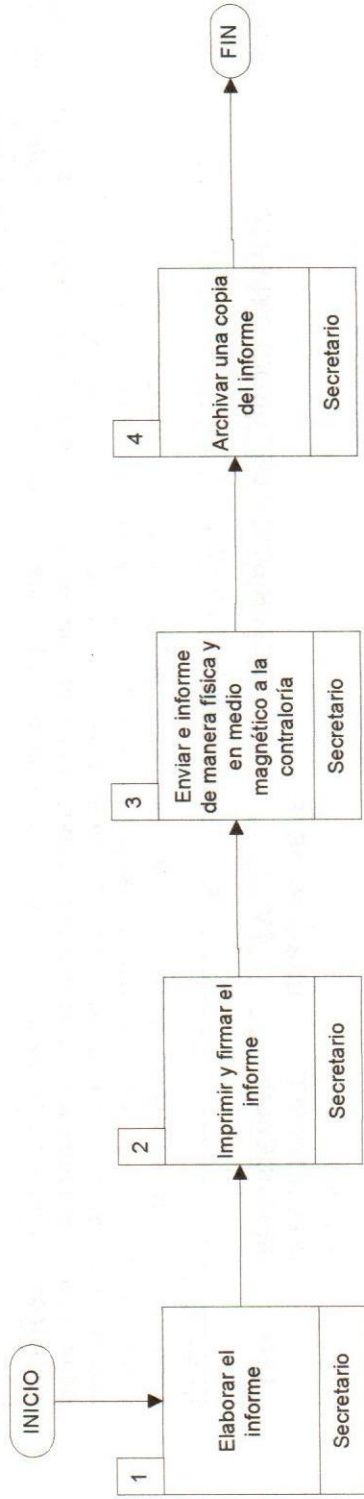 INICIO
1
Elaborar el
informe
Secretario
2
Imprimir y firmar el
informe
Secretario
3
Enviar e informe
de manera física y
en medio
magnético a la
contraloría
Secretario
4
Archivar una copia
del informe
Secretario
FIN